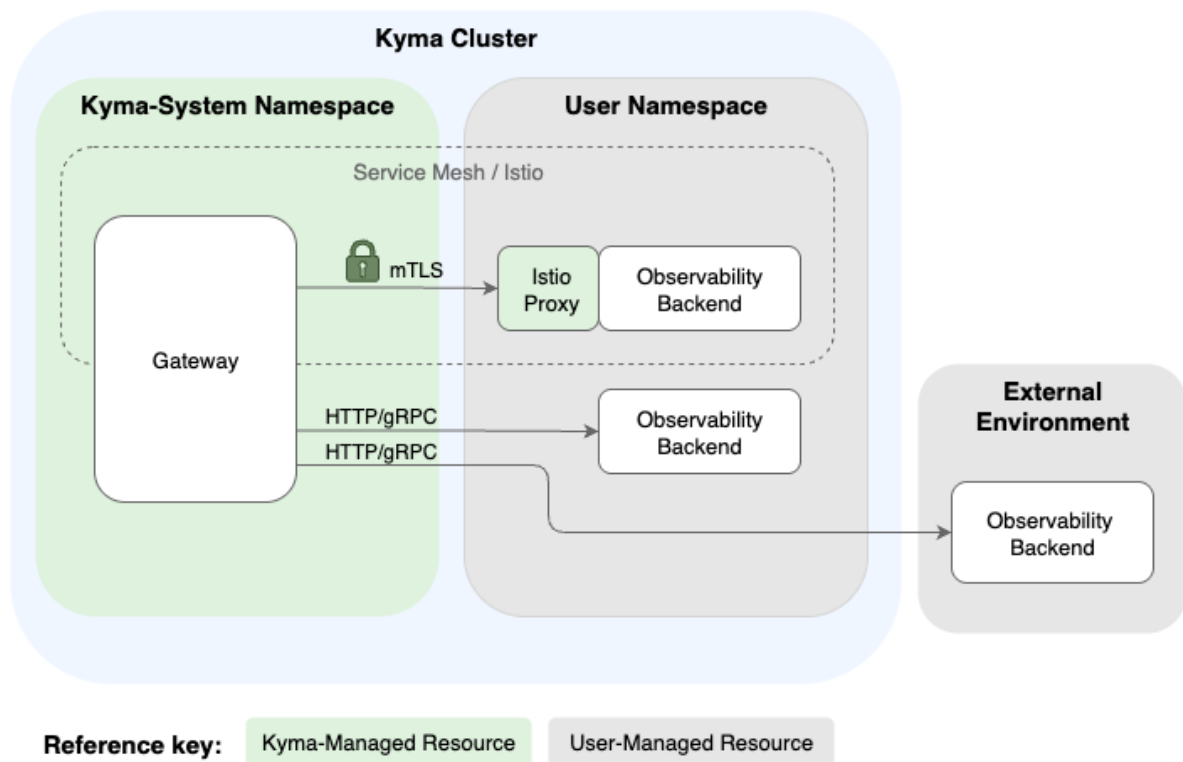 Kyma Cluster
Kyma-System Namespace
User Namespace
Service Mesh / Istio
mTLS
Istio
Proxy
Observability
Backend
Gateway
HTTP/gRPC
Observability
Backend
HTTP/gRPC
External
Environment
Observability
Backend
Reference key:
Kyma-Managed Resource
User-Managed Resource